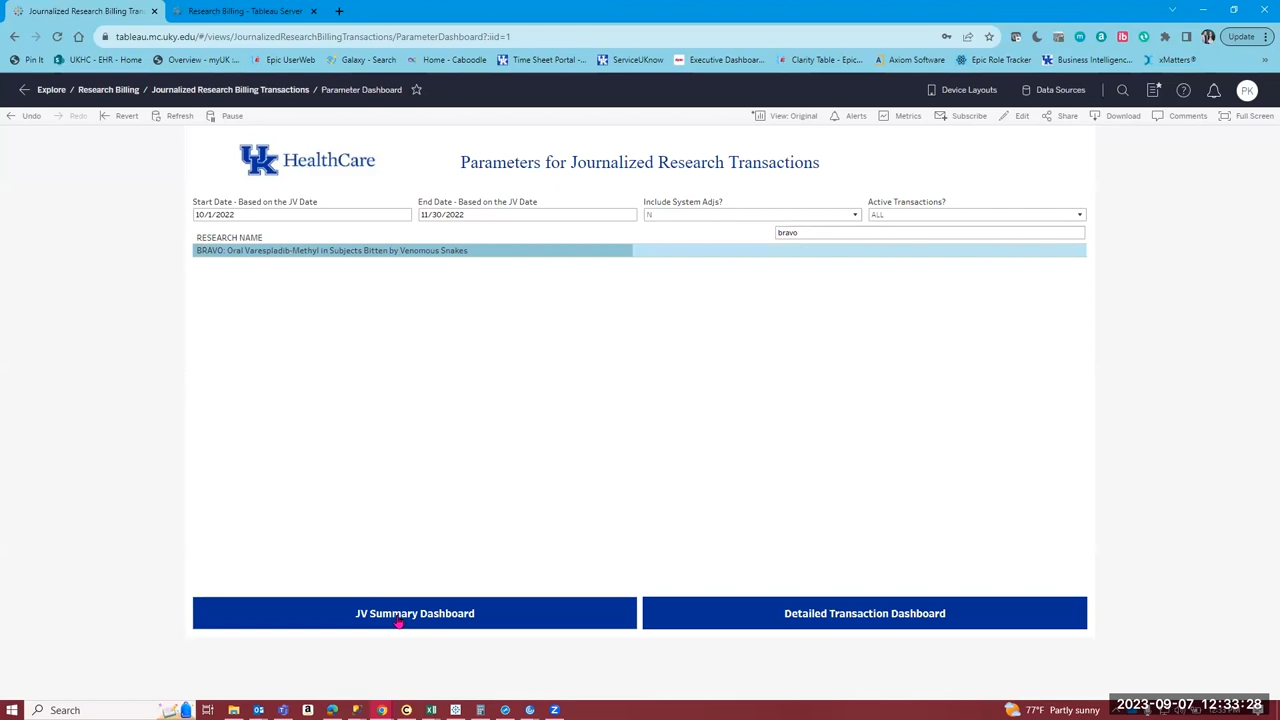 Journalized Research Billing Tran
Research Billing - Tableau Server
tableau.mc.uky.edu/#/views/JournalizedResearchBillingTransactions/ParameterDashboard?:iid=1
Update
Pin It
UKHC - EHR - Home
Overview - myUK i...
Epic UserWeb
Galaxy - Search
Home - Caboodle
Time Sheet Portal -...
ServiceUKnow
Executive Dashboar...
Clarity Table - Epic...
Axiom Software
Epic Role Tracker
Business Intelligenc...
xMatters®
Explore / Research Billing / Journalized Research Billing Transactions / Parameter Dashboard
Device Layouts
Data Sources
PK
Undo
Redo
Revert
Refresh
Pause
View: Original
Alerts
Metrics
Subscribe
Edit
Share
Download
Comments
Full Screen
UK HealthCare
Parameters for Journalized Research Transactions
Start Date - Based on the JV Date
End Date - Based on the JV Date
Include System Adjs?
Active Transactions?
10/1/2022
11/30/2022
N
ALL
bravo
RESEARCH NAME
BRAVO: Oral Varespladib-Methyl in Subjects Bitten by Venomous Snakes
JV Summary Dashboard
Detailed Transaction Dashboard
Search
77°F Partly sunny
2023-09-07 12:33:28